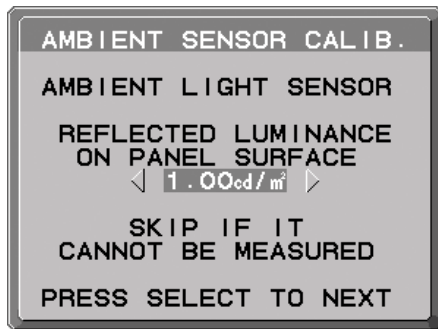 AMBIENT SENSOR CALIB.
AMBIENT LIGHT SENSOR
REFLECTED LUMINANCE
ON PANEL SURFACE
1.00cd/㎡
SKIP IF IT
CANNOT BE MEASURED
PRESS SELECT TO NEXT